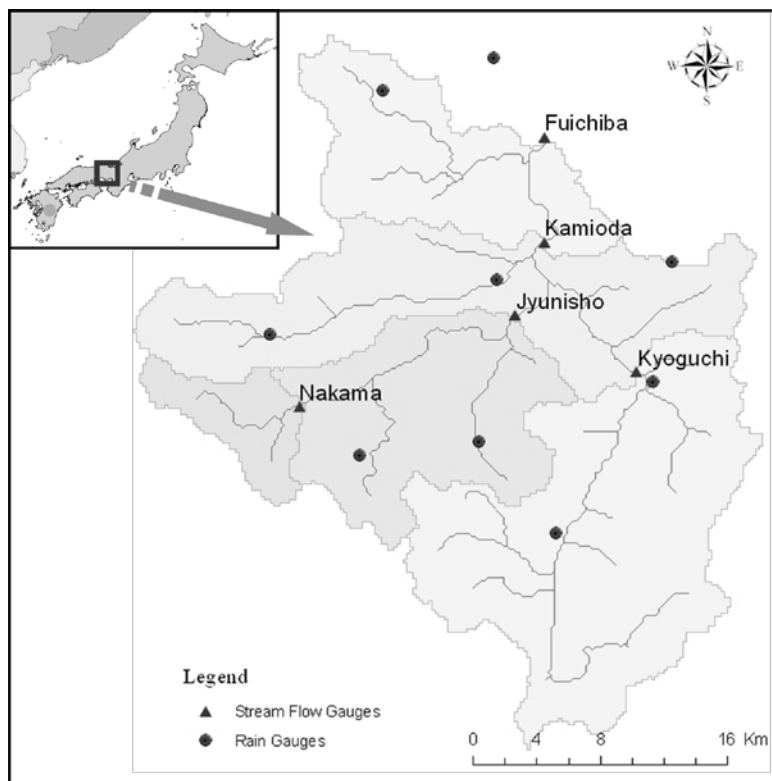 N
W E
S
Fuichiba
Kamioda
Jyunisho
Kyoguchi
Nakama
Legend
Stream Flow Gauges
Rain Gauges
0 4 8 16 Km